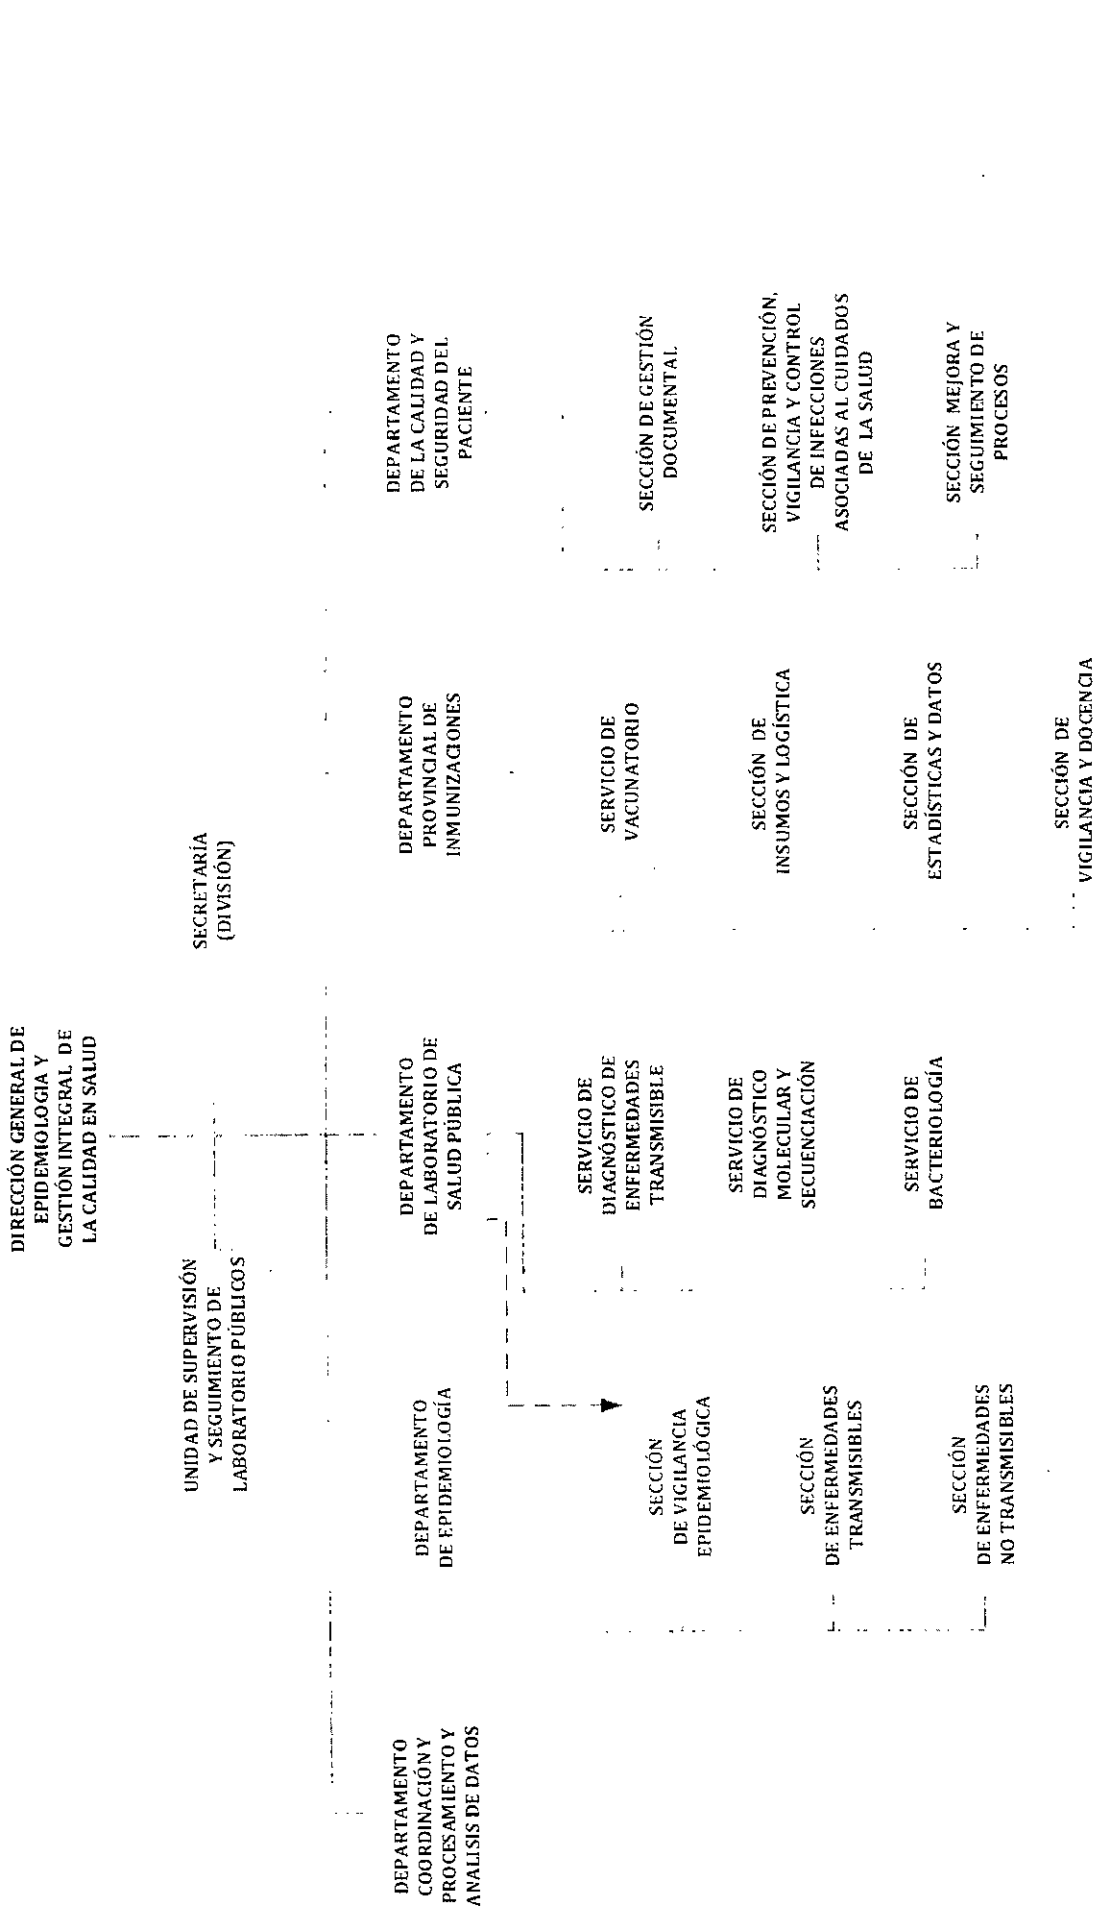 DIRECCIÓN GENERAL DE
EPIDEMIOLOGIA Y
GESTIÓN INTEGRAL DE
LA CALIDAD EN SALUD
UNIDAD DE SUPERVISIÓN
Y SEGUIMIENTO DE
LABORATORIO PÚBLICOS
SECRETARÍA
(DIVISIÓN)
DEPARTAMENTO
COORDINACIÓN Y
PROCESAMIENTO Y
ANALISIS DE DATOS
DEPARTAMENTO
DE EPIDEMIOLOGÍA
DEPARTAMENTO
DE LABORATORIO DE
SALUD PÚBLICA
DEPARTAMENTO
PROVINCIAL DE
INMUNIZACIONES
DEPARTAMENTO
DE LA CALIDAD Y
SEGURIDAD DEL
PACIENTE
SECCIÓN
DE VIGILANCIA
EPIDEMIOLÓGICA
SECCIÓN
DE ENFERMEDADES
TRANSMISIBLES
SECCIÓN
DE ENFERMEDADES
NO TRANSMISIBLES
SERVICIO DE
DIAGNÓSTICO DE
ENFERMEDADES
TRANSMISIBLE
SERVICIO DE
DIAGNÓSTICO
MOLECULAR Y
SECUENCIACIÓN
SERVICIO DE
BACTERIOLOGÍA
SERVICIO DE
VACUNATORIO
SECCIÓN DE
INSUMOS Y LOGÍSTICA
SECCIÓN DE
ESTADÍSTICAS Y DATOS
SECCIÓN DE
VIGILANCIA Y DOCENCIA
SECCIÓN DE GESTIÓN
DOCUMENTAL
SECCIÓN DE PREVENCIÓN,
VIGILANCIA Y CONTROL
DE INFECCIONES
ASOCIADAS AL CUIDADOS
DE LA SALUD
SECCIÓN MEJORA Y
SEGUIMIENTO DE
PROCESOS